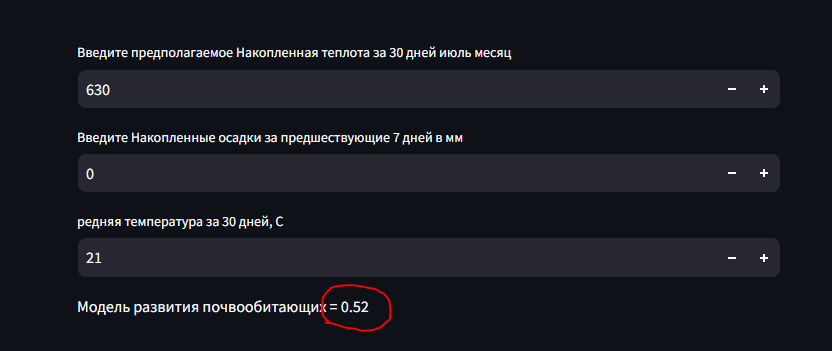 Введите предполагаемое Накопленная теплота за 30 дней июль месяц
630
Введите Накопленные осадки за предшествующие 7 дней в мм
0
редняя температура за 30 дней, С
21
Модель развития почвообитающих = 0.52